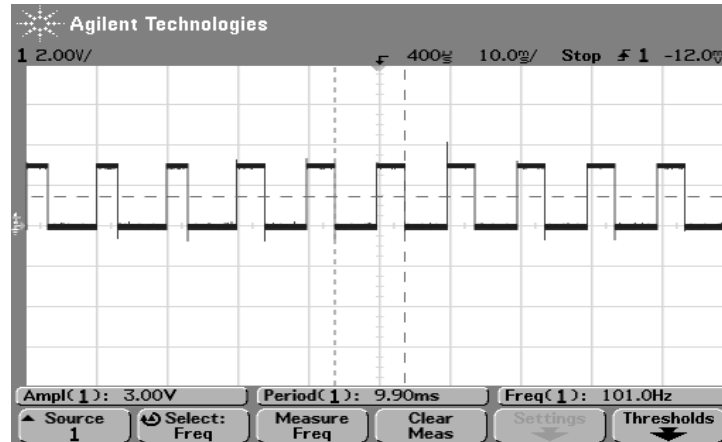 Agilent Technologies
1 2.00V/ 400µs 10.0ms/ Stop 1 -12.0mV
Ampl(1): 3.00V Period(1): 9.90ms Freq(1): 101.0Hz
Source Select: Measure Clear Settings Thresholds
1 Freq Freq Meas